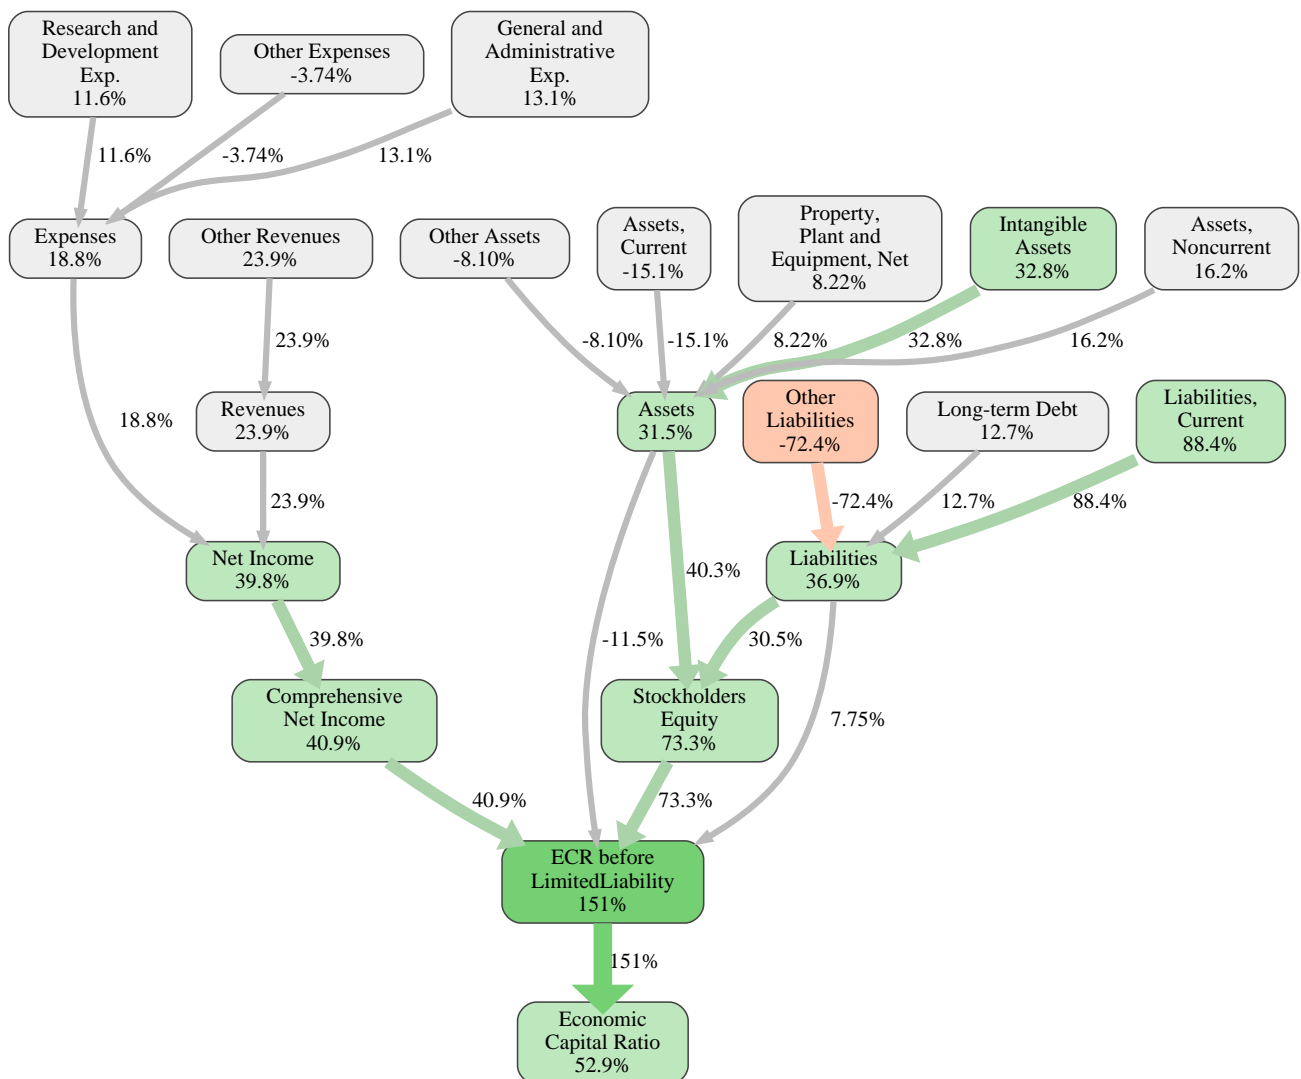 Research and
Development
Exp.
11.6%
Other Expenses
-3.74%
General and
Administrative
Exp.
13.1%
11.6%
-3.74%
13.1%
Expenses
18.8%
Other Revenues
23.9%
Other Assets
-8.10%
Assets,
Current
-15.1%
Property,
Plant and
Equipment, Net
8.22%
Intangible
Assets
32.8%
Assets,
Noncurrent
16.2%
23.9%
-8.10%
-15.1%
8.22%
32.8%
16.2%
18.8%
Revenues
23.9%
Assets
31.5%
Other
Liabilities
-72.4%
Long-term Debt
12.7%
Liabilities,
Current
88.4%
23.9%
-72.4%
12.7%
88.4%
Net Income
39.8%
40.3%
Liabilities
36.9%
39.8%
-11.5%
30.5%
Comprehensive
Net Income
40.9%
Stockholders
Equity
73.3%
7.75%
40.9%
73.3%
ECR before
LimitedLiability
151%
151%
Economic
Capital Ratio
52.9%